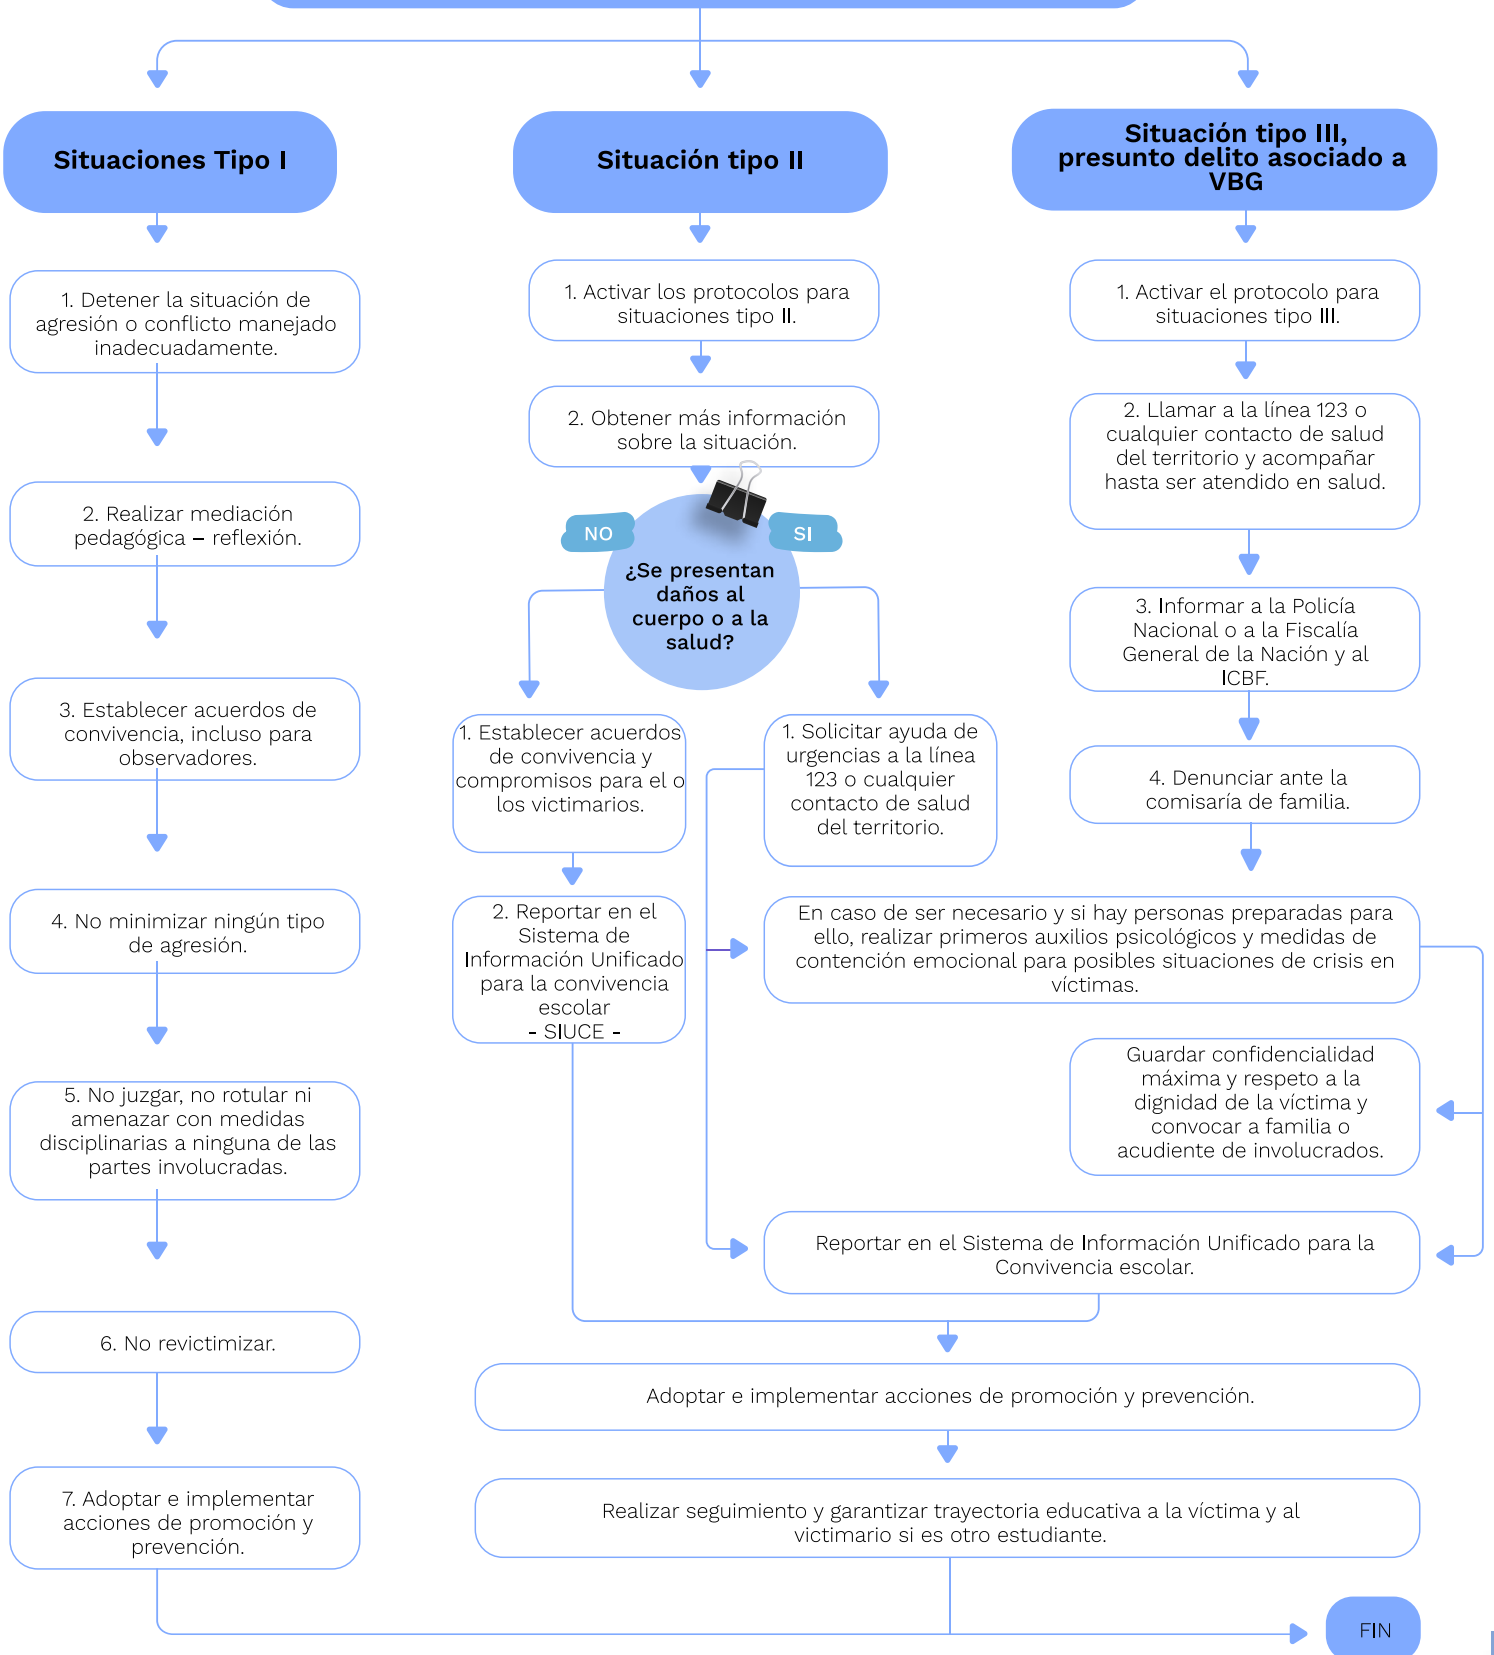 Situaciones Tipo I
1. Detener la situación de
agresión o conflicto manejado
inadecuadamente.
2. Realizar mediación
pedagógica – reflexión.
3. Establecer acuerdos de
convivencia, incluso para
observadores.
4. No minimizar ningún tipo
de agresión.
5. No juzgar, no rotular ni
amenazar con medidas
disciplinarias a ninguna de las
partes involucradas.
6. No revictimizar.
7. Adoptar e implementar
acciones de promoción y
prevención.
Situación tipo II
1. Activar los protocolos para
situaciones tipo II.
2. Obtener más información
sobre la situación.
NO
SI
¿Se presentan
daños al
cuerpo o a la
salud?
1. Establecer acuerdos
de convivencia y
compromisos para el o
los victimarios.
2. Reportar en el
Sistema de
Información Unificado
para la convivencia
escolar
- SIUCE -
1. Solicitar ayuda de
urgencias a la línea
123 o cualquier
contacto de salud
del territorio.
Situación tipo III,
presunto delito asociado a
VBG
1. Activar el protocolo para
situaciones tipo III.
2. Llamar a la línea 123 o
cualquier contacto de salud
del territorio y acompañar
hasta ser atendido en salud.
3. Informar a la Policía
Nacional o a la Fiscalía
General de la Nación y al
ICBF.
4. Denunciar ante la
comisaría de familia.
En caso de ser necesario y si hay personas preparadas para
ello, realizar primeros auxilios psicológicos y medidas de
contención emocional para posibles situaciones de crisis en
víctimas.
Guardar confidencialidad
máxima y respeto a la
dignidad de la víctima y
convocar a familia o
acudiente de involucrados.
Reportar en el Sistema de Información Unificado para la
Convivencia escolar.
Adoptar e implementar acciones de promoción y prevención.
Realizar seguimiento y garantizar trayectoria educativa a la víctima y al
victimario si es otro estudiante.
FIN